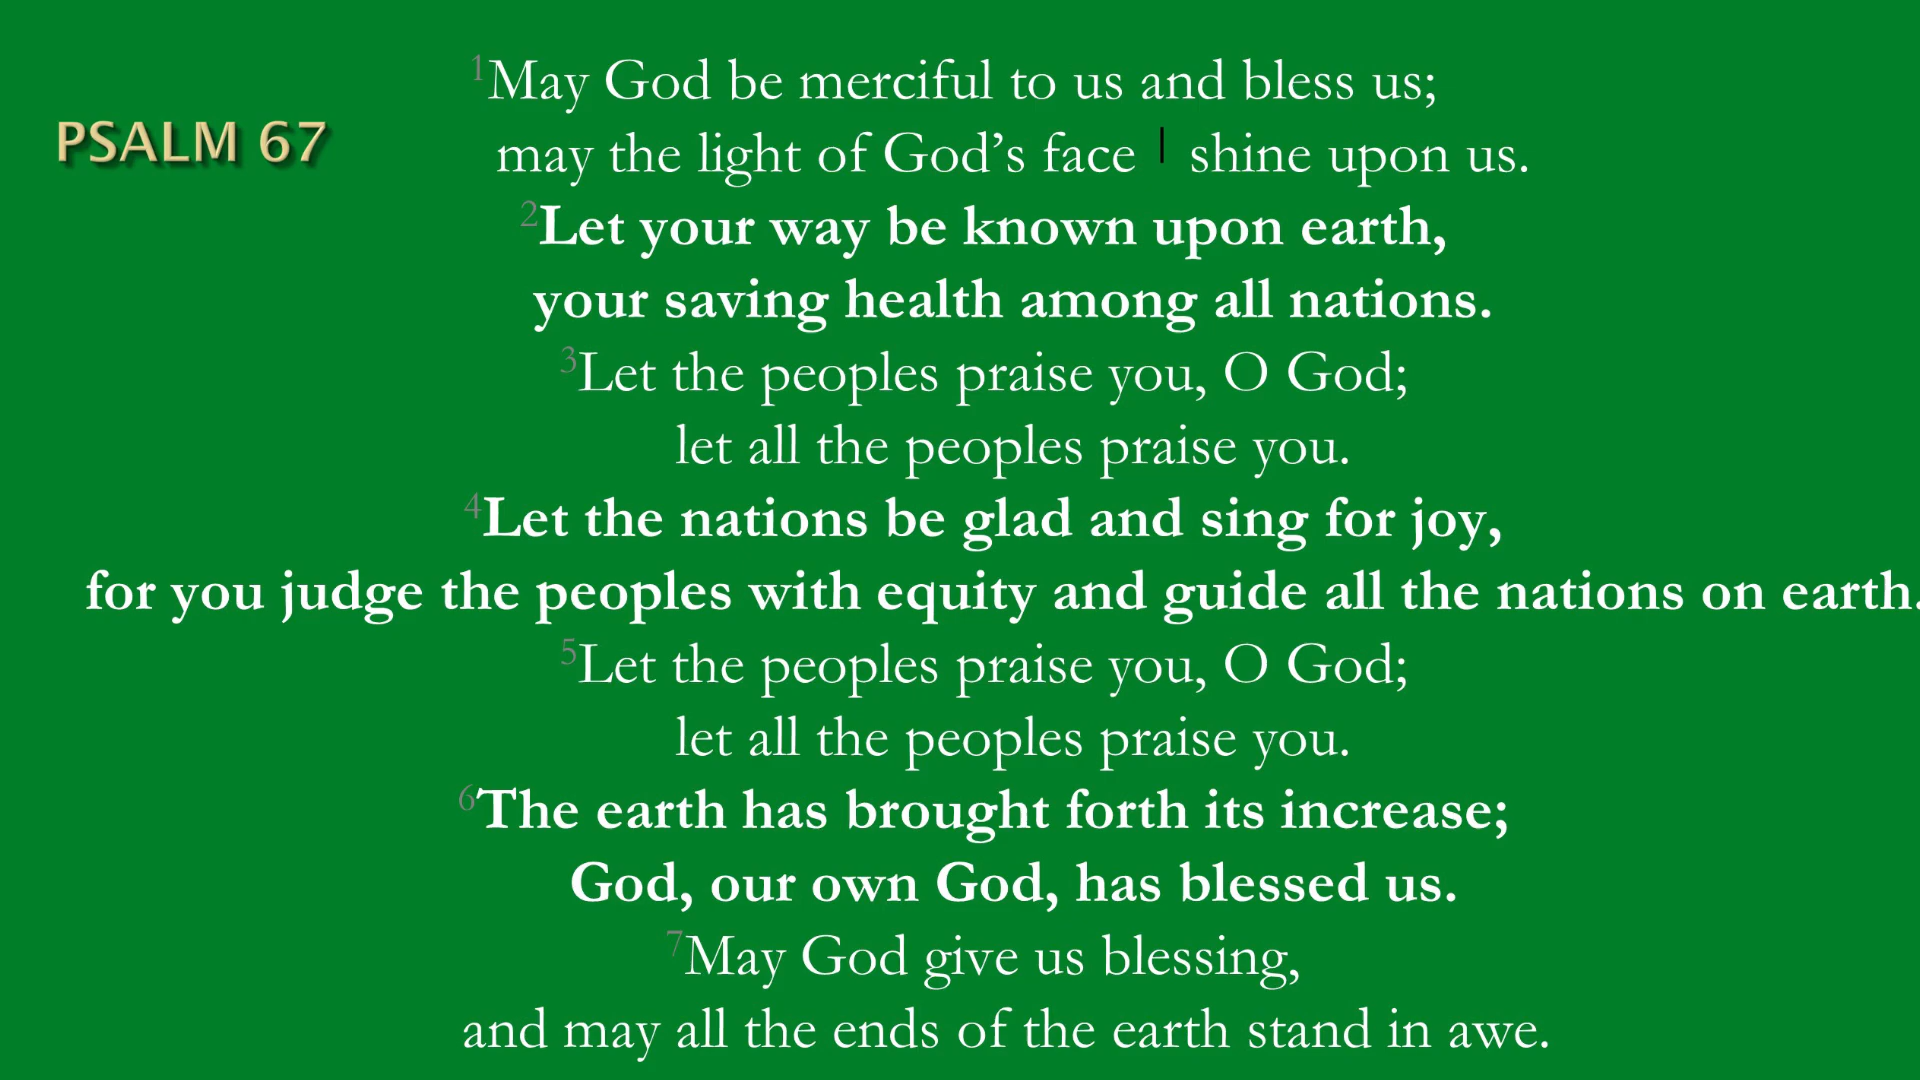 PSALM 67
1May God be merciful to us and bless us;
may the light of God’s face | shine upon us.
2Let your way be known upon earth,
your saving health among all nations.
3Let the peoples praise you, O God;
let all the peoples praise you.
4Let the nations be glad and sing for joy,
for you judge the peoples with equity and guide all the nations on earth.
5Let the peoples praise you, O God;
let all the peoples praise you.
6The earth has brought forth its increase;
God, our own God, has blessed us.
7May God give us blessing,
and may all the ends of the earth stand in awe.